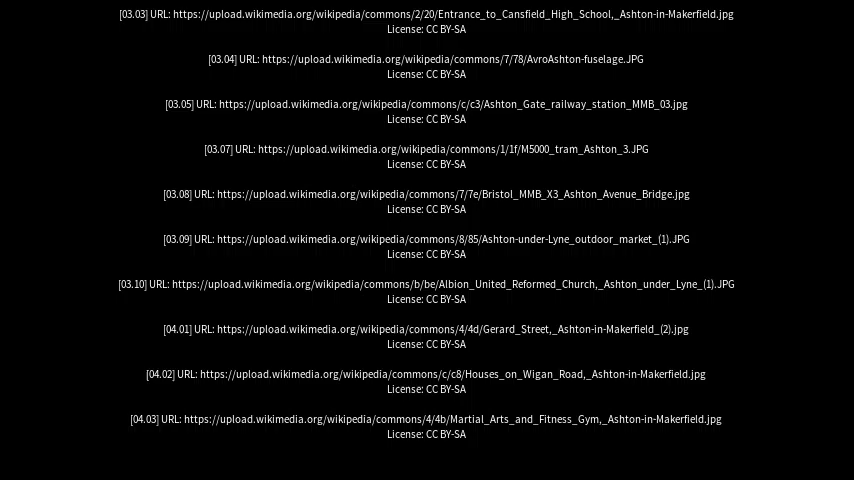 [03.03] URL: https://upload.wikimedia.org/wikipedia/commons/2/20/Entrance_to_Cansfield_High_School,_Ashton-in-Makerfield.jpg
License: CC BY-SA
[03.04] URL: https://upload.wikimedia.org/wikipedia/commons/7/78/AvroAshton-fuselage.JPG
License: CC BY-SA
[03.05] URL: https://upload.wikimedia.org/wikipedia/commons/c/c3/Ashton_Gate_railway_station_MMB_03.jpg
License: CC BY-SA
[03.07] URL: https://upload.wikimedia.org/wikipedia/commons/1/1f/M5000_tram_Ashton_3.JPG
License: CC BY-SA
[03.08] URL: https://upload.wikimedia.org/wikipedia/commons/7/7e/Bristol_MMB_X3_Ashton_Avenue_Bridge.jpg
License: CC BY-SA
[03.09] URL: https://upload.wikimedia.org/wikipedia/commons/8/85/Ashton-under-Lyne_outdoor_market_(1).JPG
License: CC BY-SA
[03.10] URL: https://upload.wikimedia.org/wikipedia/commons/b/be/Albion_United_Reformed_Church,_Ashton_under_Lyne_(1).JPG
License: CC BY-SA
[04.01] URL: https://upload.wikimedia.org/wikipedia/commons/4/4d/Gerard_Street,_Ashton-in-Makerfield_(2).jpg
License: CC BY-SA
[04.02] URL: https://upload.wikimedia.org/wikipedia/commons/c/c8/Houses_on_Wigan_Road,_Ashton-in-Makerfield.jpg
License: CC BY-SA
[04.03] URL: https://upload.wikimedia.org/wikipedia/commons/4/4b/Martial_Arts_and_Fitness_Gym,_Ashton-in-Makerfield.jpg
License: CC BY-SA